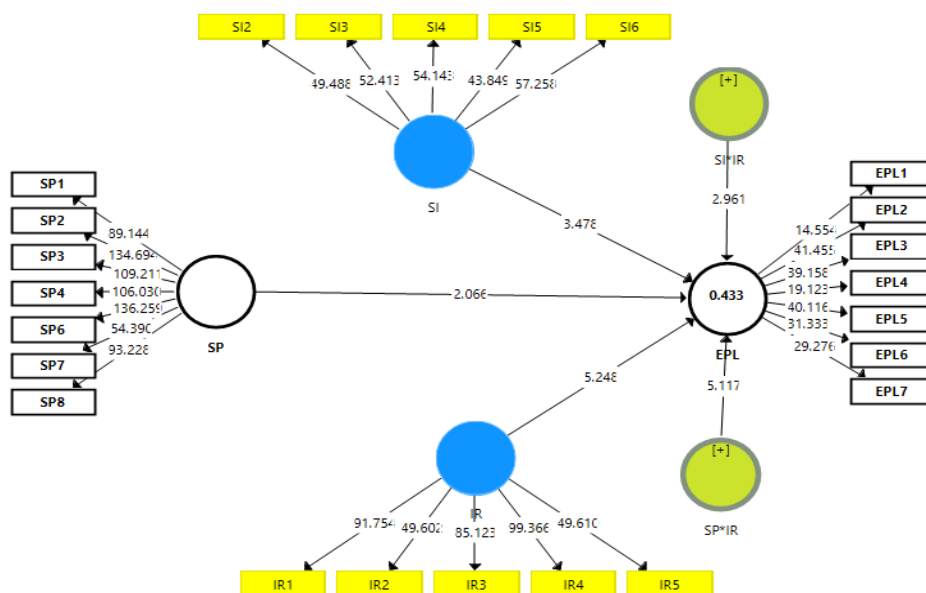 SI2 SI3 SI4 SI5 SI6
49.488 52.413 54.143 43.849 57.258
[+]
SI*IR
SI
2.961
3.478
SP1
SP2
SP3
SP4
SP6
SP7
SP8
89.144
134.694
109.211
106.030
136.259
54.390
93.228
SP
2.066
0.433
EPL
EPL1
EPL2
EPL3
EPL4
EPL5
EPL6
EPL7
14.554
41.455
39.158
19.123
40.116
31.333
29.276
5.248
5.117
[+]
SP*IR
IR
91.754 49.602 85.123 99.366 49.610
IR1 IR2 IR3 IR4 IR5